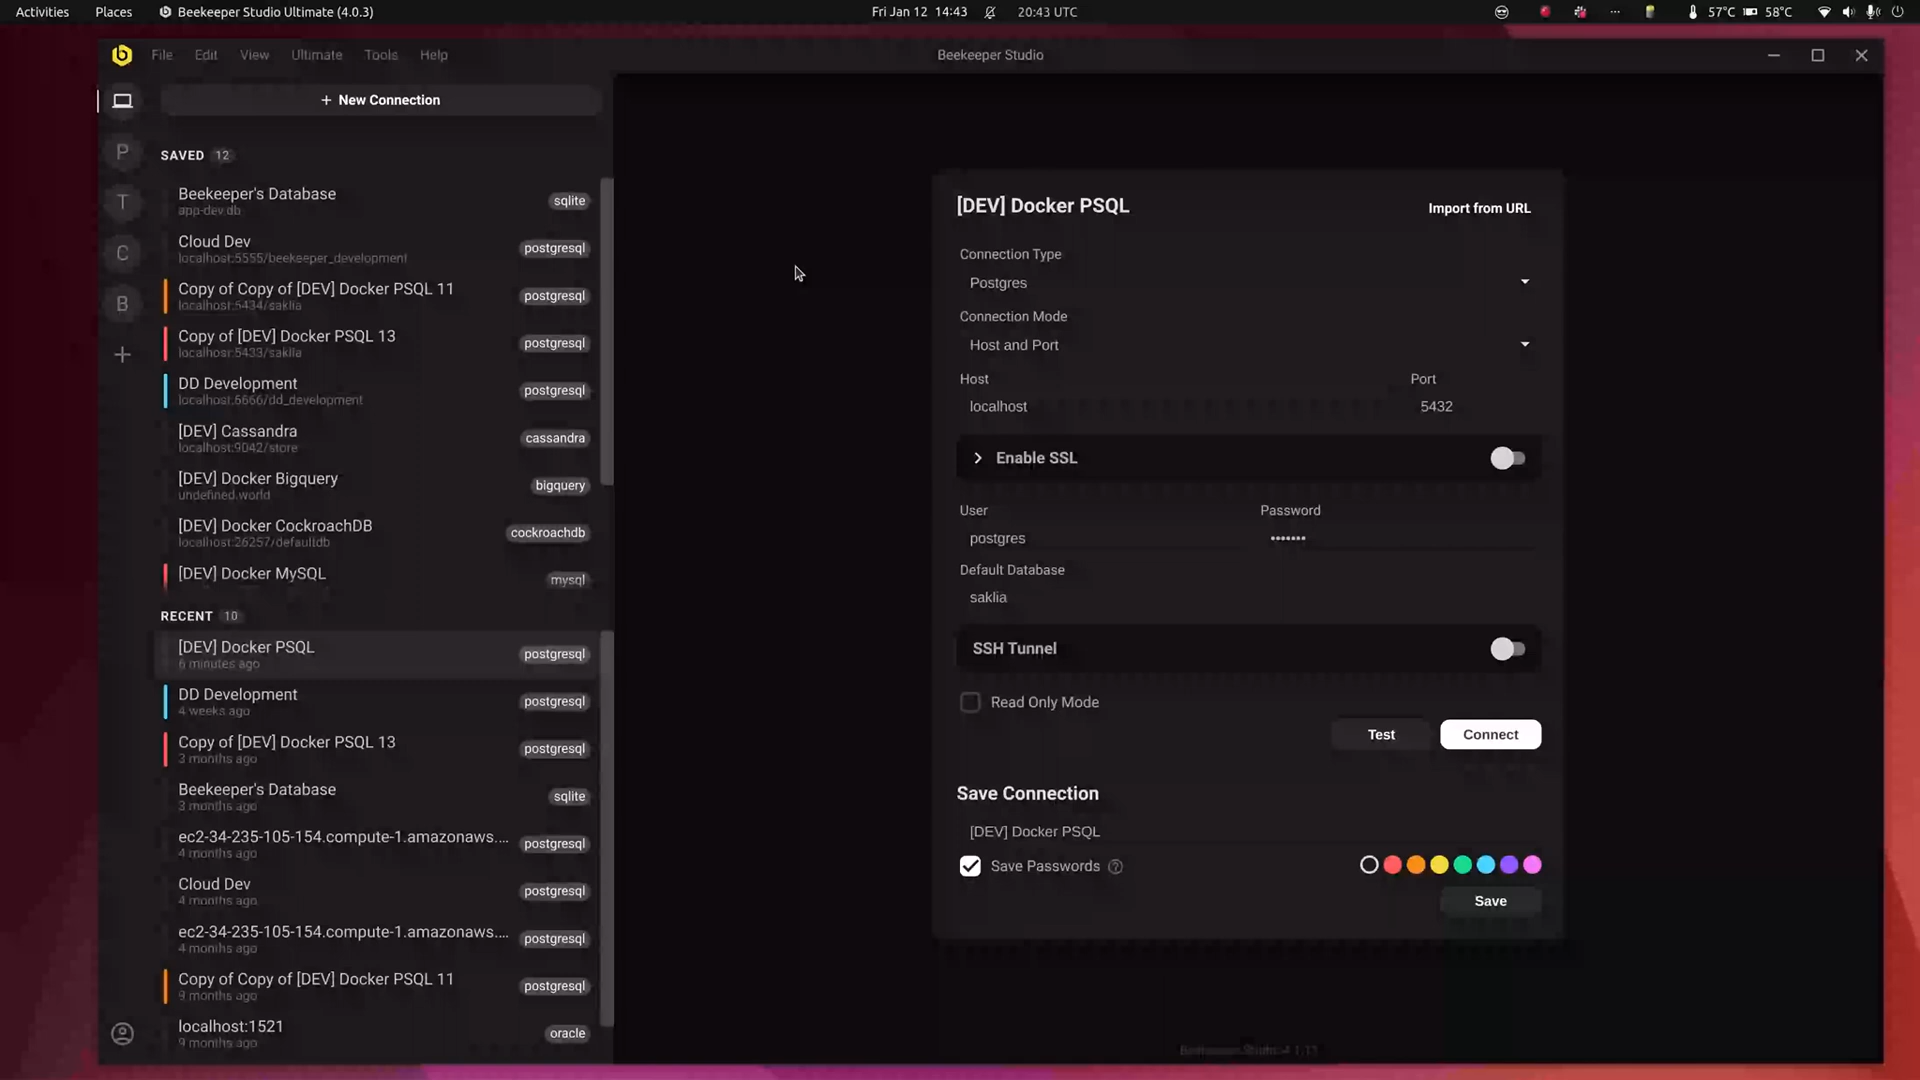 Activities Places Beekeeper Studio Ultimate (4.0.3) Fri Jan 12 14:43 20:43 UTC 57°C 58°C
File Edit View Ultimate Tools Help Beekeeper Studio
+ New Connection
P
T
C
B
SAVED 12
Beekeeper's Database sqlite
app-dev.db
Cloud Dev postgresql
localhost:5555/beekeeper_development
Copy of Copy of [DEV] Docker PSQL 11 postgresql
localhost:5434/saklia
Copy of [DEV] Docker PSQL 13 postgresql
localhost:5433/saklia
DD Development postgresql
localhost:6666/dd_development
[DEV] Cassandra cassandra
localhost:9042/store
[DEV] Docker Bigquery bigquery
undefined.world
[DEV] Docker CockroachDB cockroachdb
localhost:26257/defaultdb
[DEV] Docker MySQL mysql
RECENT 10
[DEV] Docker PSQL postgresql
6 minutes ago
DD Development postgresql
4 weeks ago
Copy of [DEV] Docker PSQL 13 postgresql
3 months ago
Beekeeper's Database sqlite
3 months ago
ec2-34-235-105-154.compute-1.amazonaws.... postgresql
4 months ago
Cloud Dev postgresql
4 months ago
ec2-34-235-105-154.compute-1.amazonaws.... postgresql
4 months ago
Copy of Copy of [DEV] Docker PSQL 11 postgresql
9 months ago
localhost:1521 oracle
9 months ago
[DEV] Docker PSQL Import from URL
Connection Type
Postgres
Connection Mode
Host and Port
Host Port
localhost 5432
Enable SSL
User Password
postgres •••••••
Default Database
saklia
SSH Tunnel
Read Only Mode
Test Connect
Save Connection
[DEV] Docker PSQL
Save Passwords
Save
Beekeeper Studio